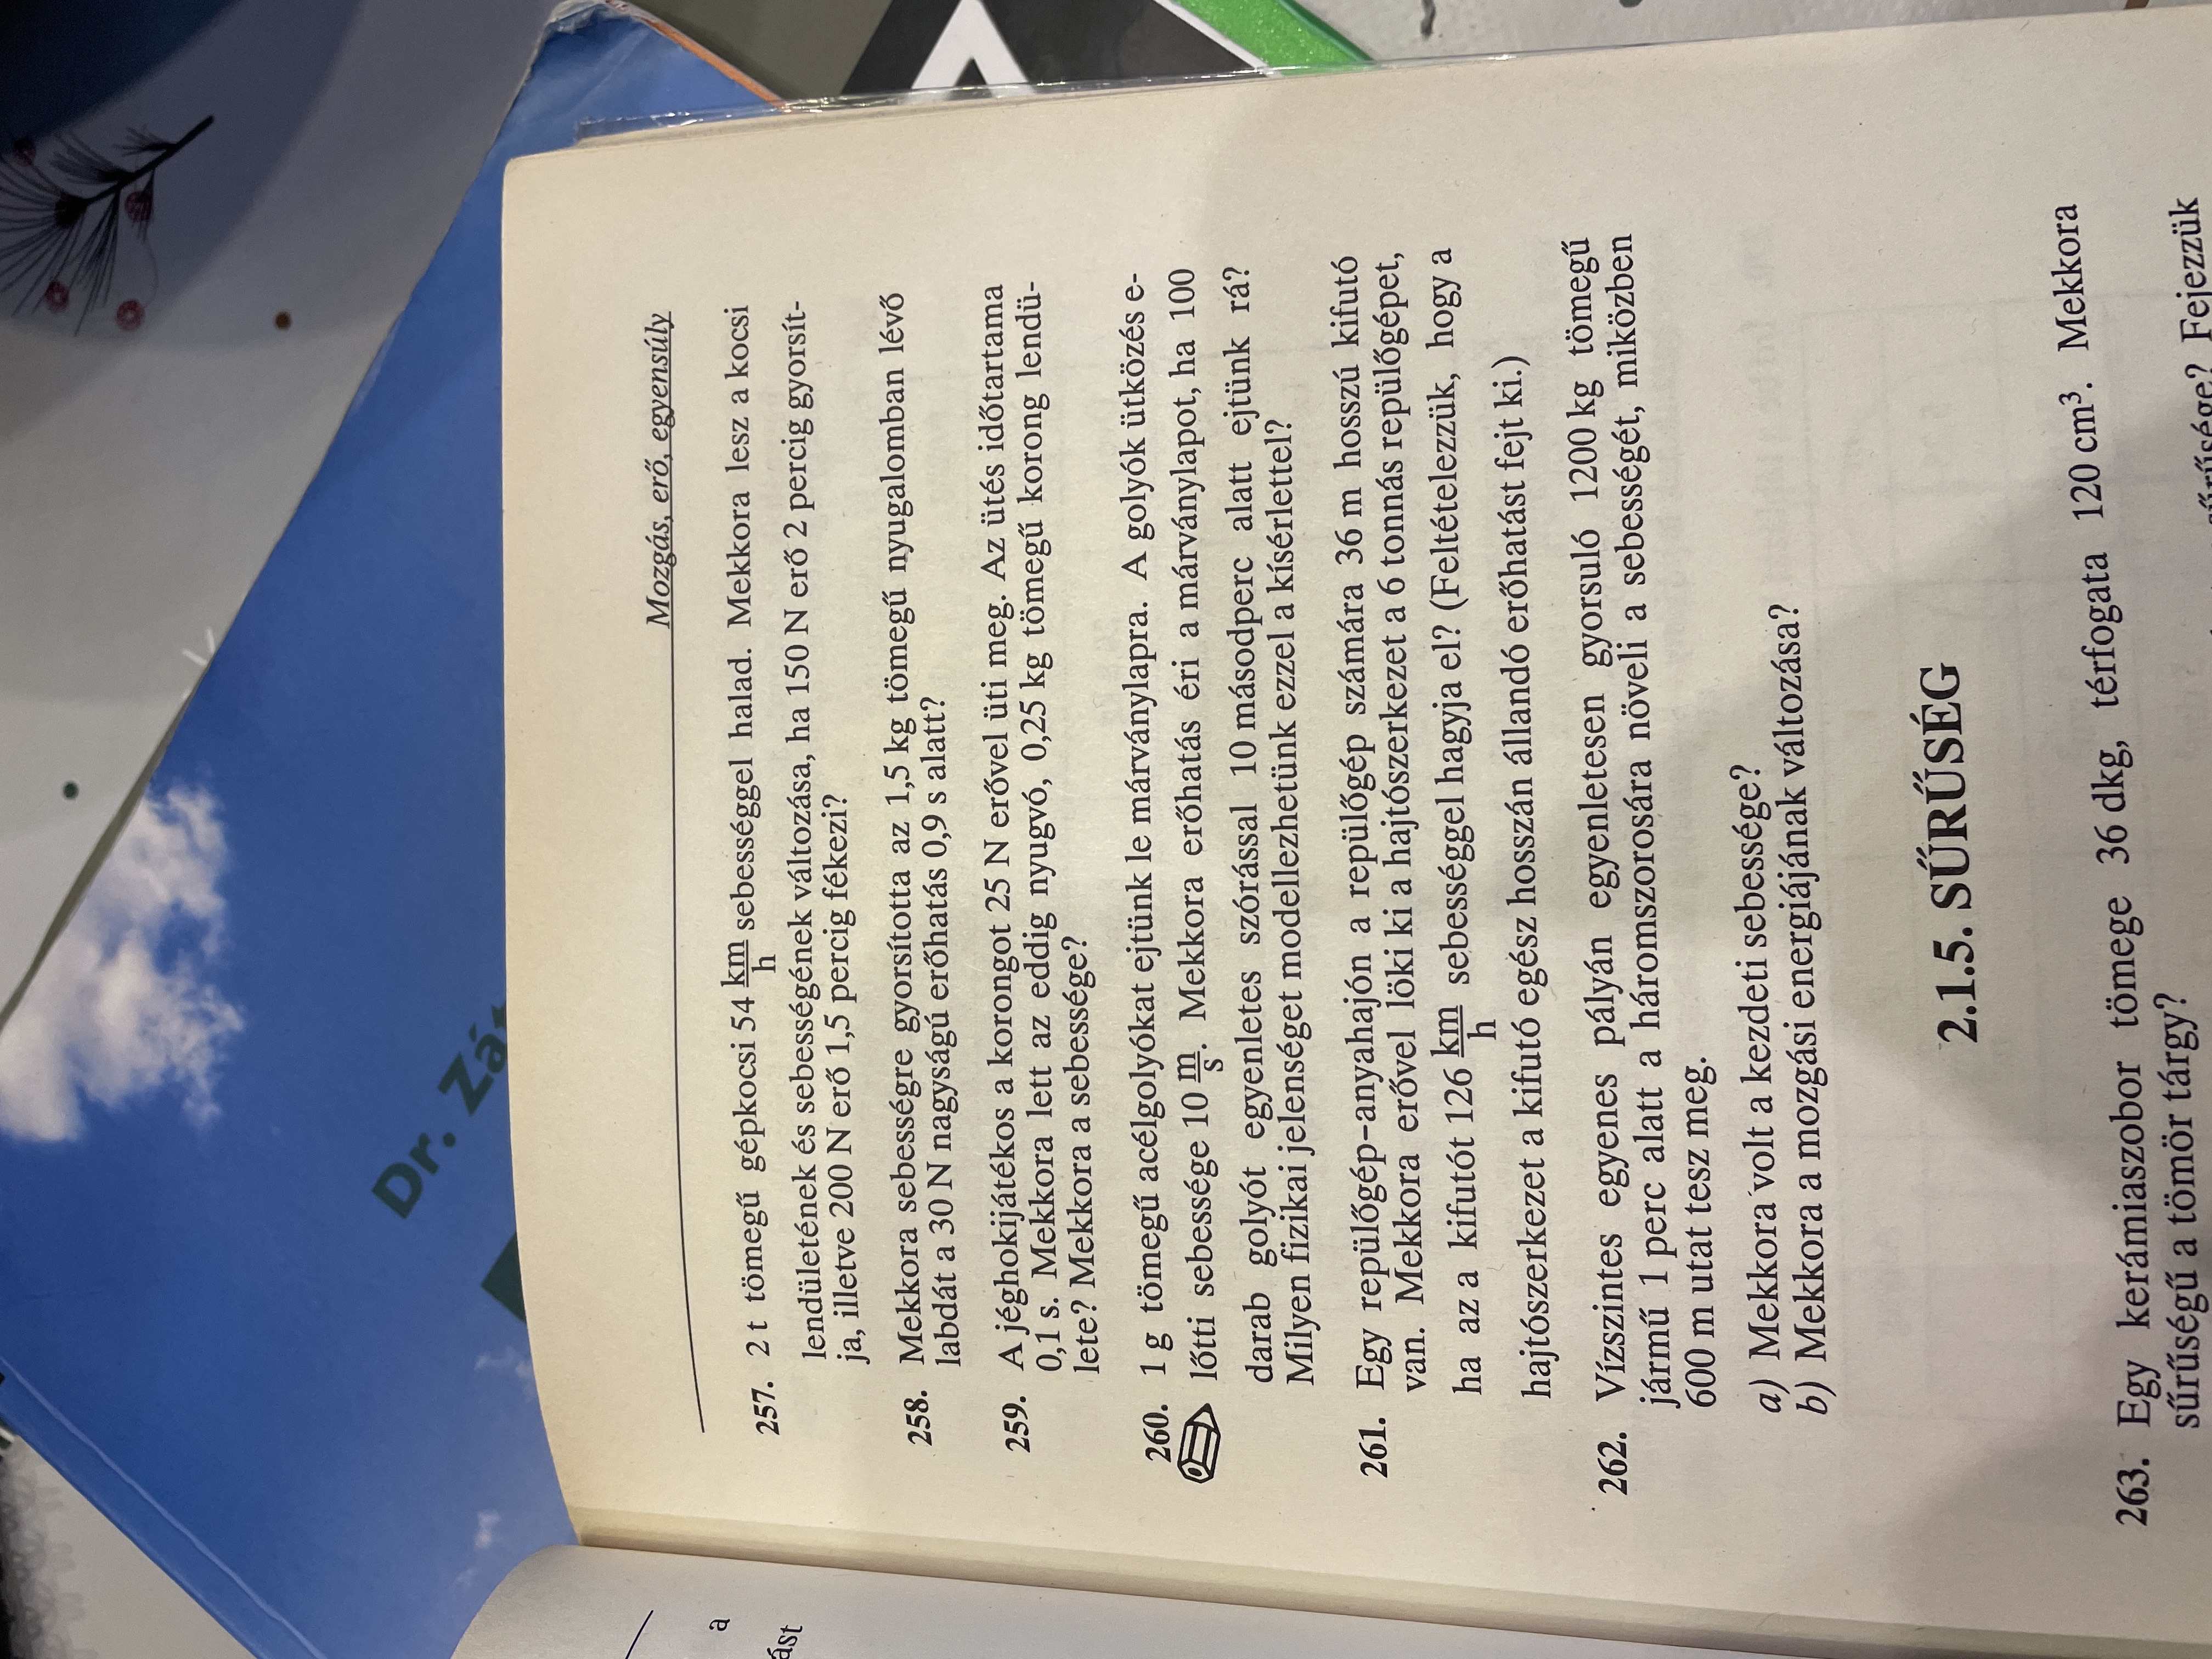 Dr. Zá
a
ást
Mozgás, erő, egyensúly
257. 2 t tömegű gépkocsi 54 km/h sebességgel halad. Mekkora lesz a kocsi
lendületének és sebességének változása, ha 150 N erő 2 percig gyorsít-
ja, illetve 200 N erő 1,5 percig fékezi?
258. Mekkora sebességre gyorsította az 1,5 kg tömegű nyugalomban lévő
labdát a 30 N nagyságú erőhatás 0,9 s alatt?
259. A jéghokijátékos a korongot 25 N erővel üti meg. Az ütés időtartama
0,1 s. Mekkora lett az eddig nyugvó, 0,25 kg tömegű korong lendü-
lete? Mekkora a sebessége?
260. 1 g tömegű acélgolyókat ejtünk le márványlapra. A golyók ütközés e-
lőtti sebessége 10 m/s. Mekkora erőhatás éri a márványlapot, ha 100
darab golyót egyenletes szórással 10 másodperc alatt ejtünk rá?
Milyen fizikai jelenséget modellezhetünk ezzel a kísérlettel?
261. Egy repülőgép-anyahajón a repülőgép számára 36 m hosszú kifutó
van. Mekkora erővel löki ki a hajtószerkezet a 6 tonnás repülőgépet,
ha az a kifutót 126 km/h sebességgel hagyja el? (Feltételezzük, hogy a
hajtószerkezet a kifutó egész hosszán állandó erőhatást fejt ki.)
262. Vízszintes egyenes pályán egyenletesen gyorsuló 1200 kg tömegű
jármű 1 perc alatt a háromszorosára növeli a sebességét, miközben
600 m utat tesz meg.
a) Mekkora volt a kezdeti sebessége?
b) Mekkora a mozgási energiájának változása?
2.1.5. SŰRŰSÉG
263. Egy kerámiaszobor tömege 36 dkg, térfogata 120 cm³. Mekkora
sűrűségű a tömör tárgy?
sűrűsége? Fejezzük